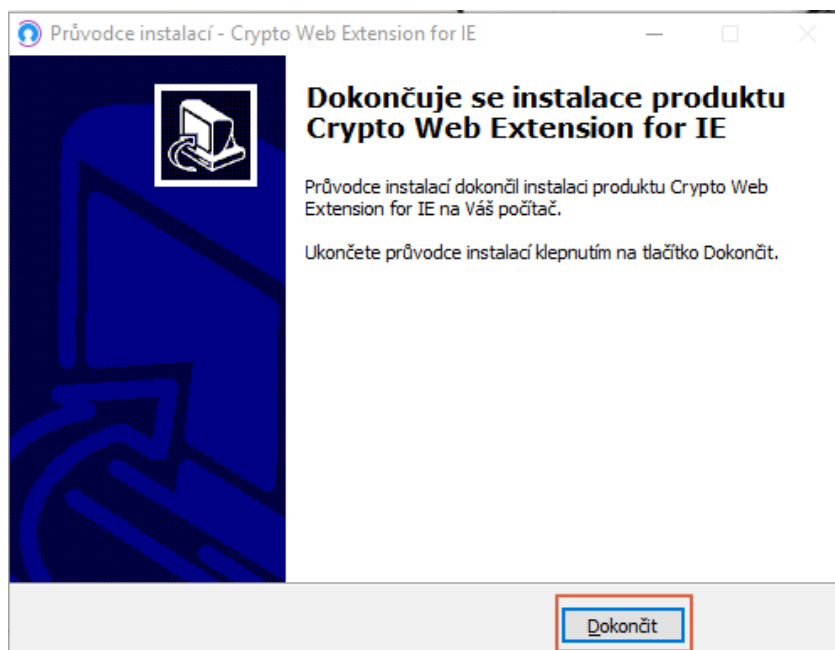 Průvodce instalací - Crypto Web Extension for IE
Dokončuje se instalace produktu
Crypto Web Extension for IE
Průvodce instalací dokončil instalaci produktu Crypto Web
Extension for IE na Váš počítač.
Ukončete průvodce instalací klepnutím na tlačítko Dokončit.
Dokončit